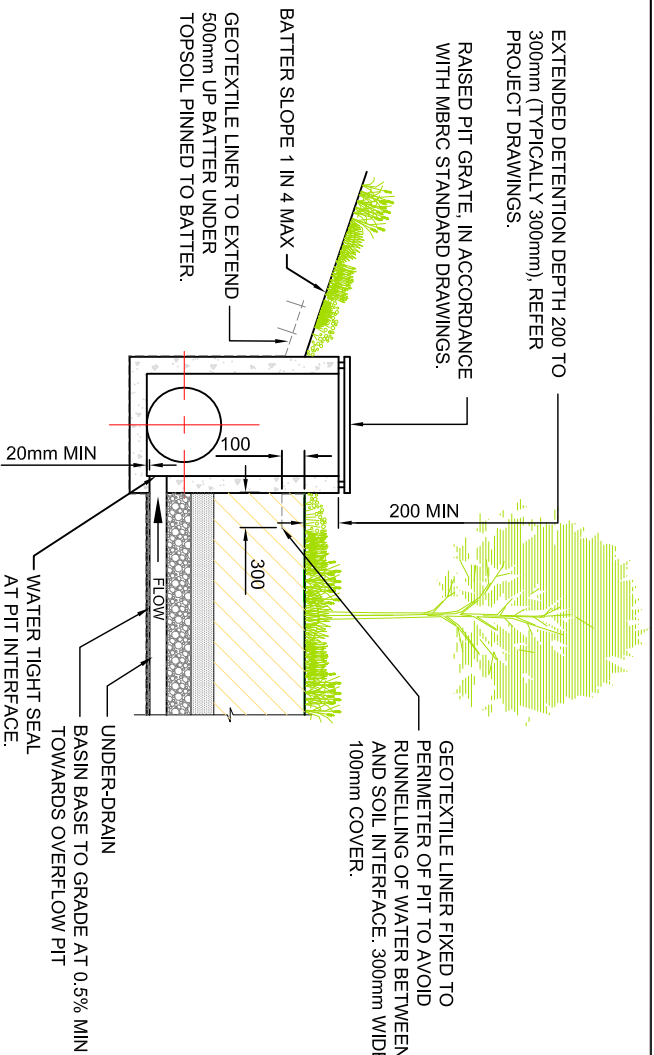 EXTENDED DETENTION DEPTH 200 TO
300mm (TYPICALLY 300mm), REFER
PROJECT DRAWINGS.
RAISED PIT GRATE, IN ACCORDANCE
WITH MBRC STANDARD DRAWINGS.
BATTER SLOPE 1 IN 4 MAX
GEOTEXTILE LINER TO EXTEND
500mm UP BATTER UNDER
TOPSOIL PINNED TO BATTER.
200 MIN
100
300
20mm MIN
FLOW
GEOTEXTILE LINER FIXED TO
PERIMETER OF PIT TO AVOID
RUNNELLING OF WATER BETWEEN
AND SOIL INTERFACE. 300mm WIDE
100mm COVER.
UNDER-DRAIN
BASIN BASE TO GRADE AT 0.5% MIN
TOWARDS OVERFLOW PIT
WATER TIGHT SEAL
AT PIT INTERFACE.